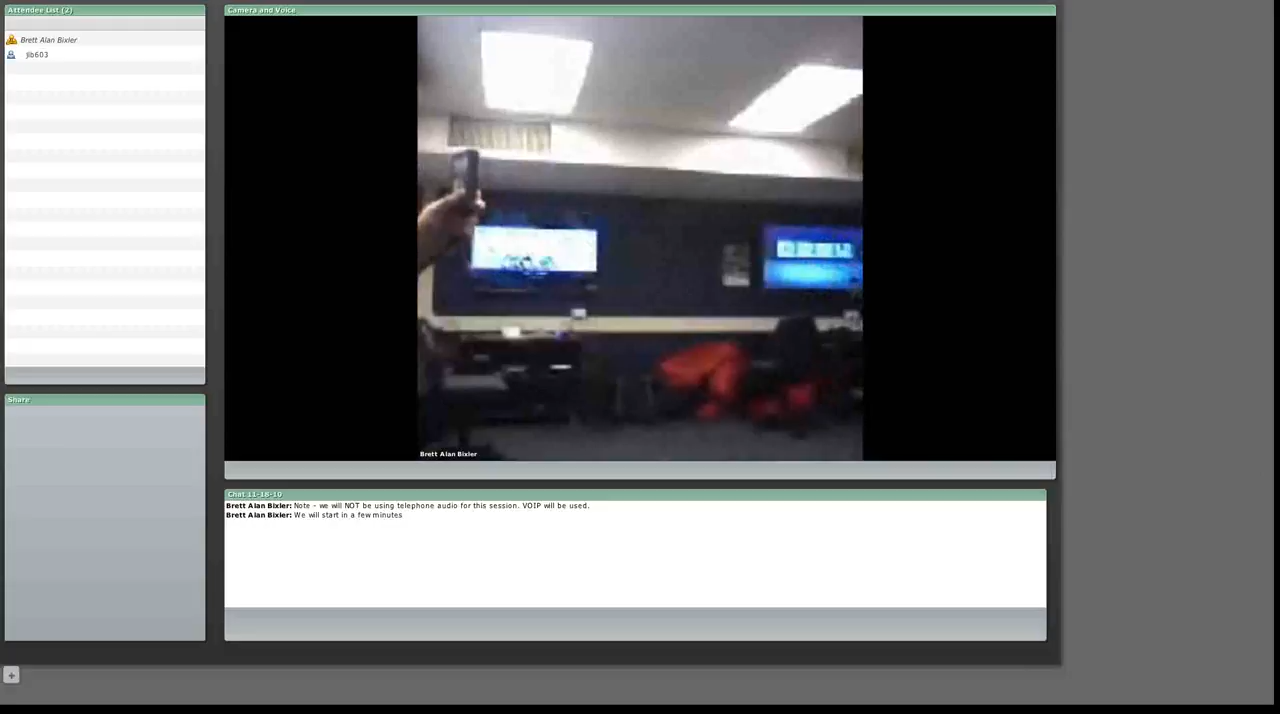 Attendee List (2)
Brett Alan Bixler
jlb603
Share
Camera and Voice
Brett Alan Bixler
Chat 11-18-10
Brett Alan Bixler: Note - we will NOT be using telephone audio for this session. VOIP will be used.
Brett Alan Bixler: We will start in a few minutes